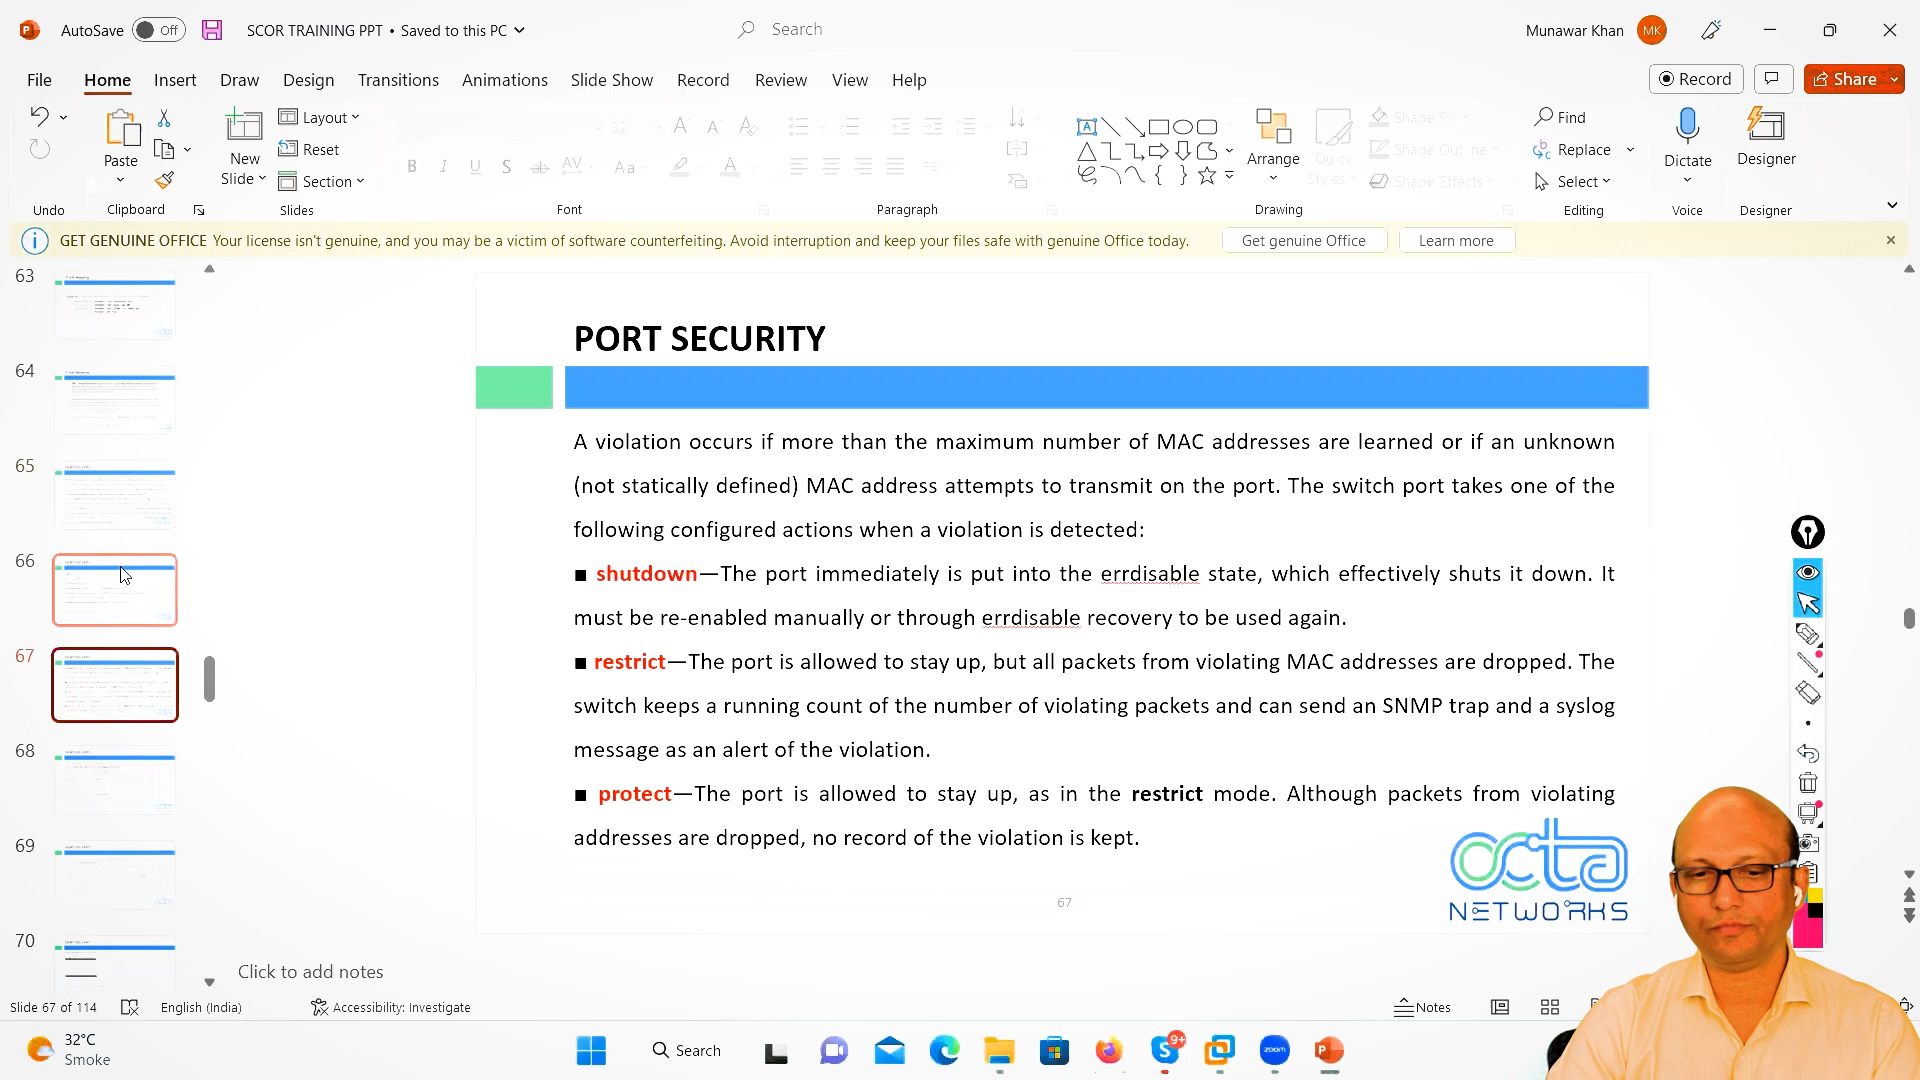 AutoSave Off SCOR TRAINING PPT • Saved to this PC Search Munawar Khan MK
File Home Insert Draw Design Transitions Animations Slide Show Record Review View Help Record Share
Paste New Slide Layout Reset Section 32 Aa Arrange Quick Styles Shape Fill Shape Outline Shape Effects Find Replace Select Dictate Designer
Undo Clipboard Slides Font Paragraph Drawing Editing Voice Designer
GET GENUINE OFFICE Your license isn't genuine, and you may be a victim of software counterfeiting. Avoid interruption and keep your files safe with genuine Office today. Get genuine Office Learn more
63
64
65
66
67
68
69
70
PORT SECURITY
A violation occurs if more than the maximum number of MAC addresses are learned or if an unknown
(not statically defined) MAC address attempts to transmit on the port. The switch port takes one of the
following configured actions when a violation is detected:
■ shutdown—The port immediately is put into the errdisable state, which effectively shuts it down. It
must be re-enabled manually or through errdisable recovery to be used again.
■ restrict—The port is allowed to stay up, but all packets from violating MAC addresses are dropped. The
switch keeps a running count of the number of violating packets and can send an SNMP trap and a syslog
message as an alert of the violation.
■ protect—The port is allowed to stay up, as in the restrict mode. Although packets from violating
addresses are dropped, no record of the violation is kept.
67
octa
NETWORKS
Click to add notes
Slide 67 of 114 English (India) Accessibility: Investigate Notes
32°C
Smoke
Search
9+
zoom